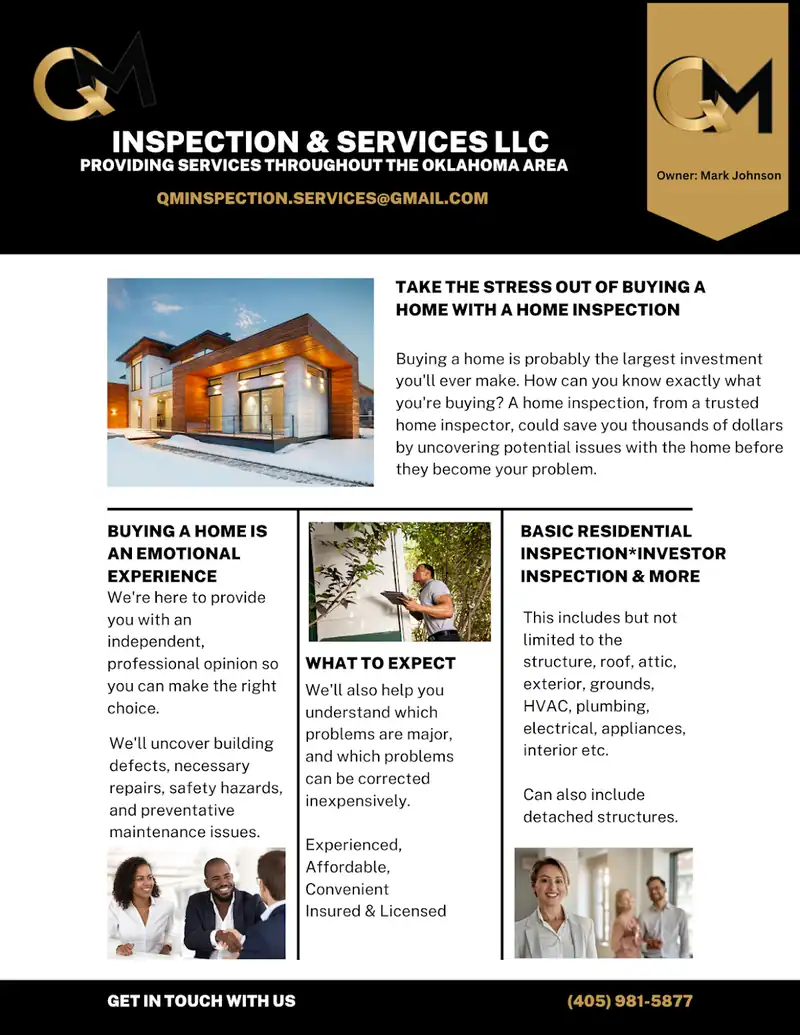 QM
INSPECTION & SERVICES LLC
PROVIDING SERVICES THROUGHOUT THE OKLAHOMA AREA
QMINSPECTION.SERVICES@GMAIL.COM
QM
Owner: Mark Johnson
TAKE THE STRESS OUT OF BUYING A
HOME WITH A HOME INSPECTION
Buying a home is probably the largest investment
you'll ever make. How can you know exactly what
you're buying? A home inspection, from a trusted
home inspector, could save you thousands of dollars
by uncovering potential issues with the home before
they become your problem.
BUYING A HOME IS
AN EMOTIONAL
EXPERIENCE
We're here to provide
you with an
independent,
professional opinion so
you can make the right
choice.
We'll uncover building
defects, necessary
repairs, safety hazards,
and preventative
maintenance issues.
WHAT TO EXPECT
We'll also help you
understand which
problems are major,
and which problems
can be corrected
inexpensively.
Experienced,
Affordable,
Convenient
Insured & Licensed
BASIC RESIDENTIAL
INSPECTION*INVESTOR
INSPECTION & MORE
This includes but not
limited to the
structure, roof, attic,
exterior, grounds,
HVAC, plumbing,
electrical, appliances,
interior etc.
Can also include
detached structures.
GET IN TOUCH WITH US
(405) 981-5877